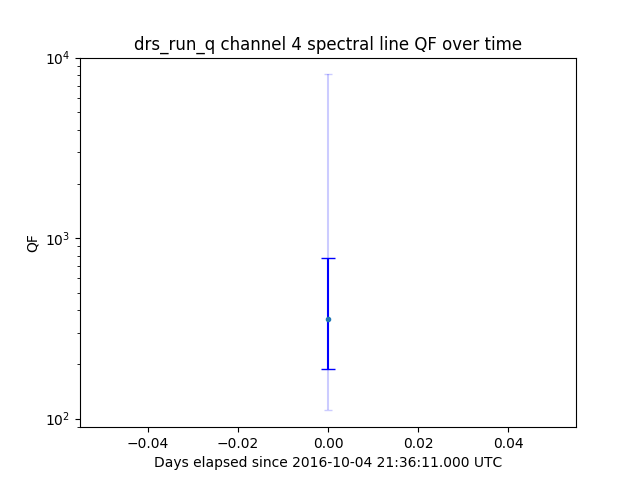 drs_run_q channel 4 spectral line QF over time
10⁴
10³
10²
QF
−0.04 −0.02 0.00 0.02 0.04
Days elapsed since 2016-10-04 21:36:11.000 UTC